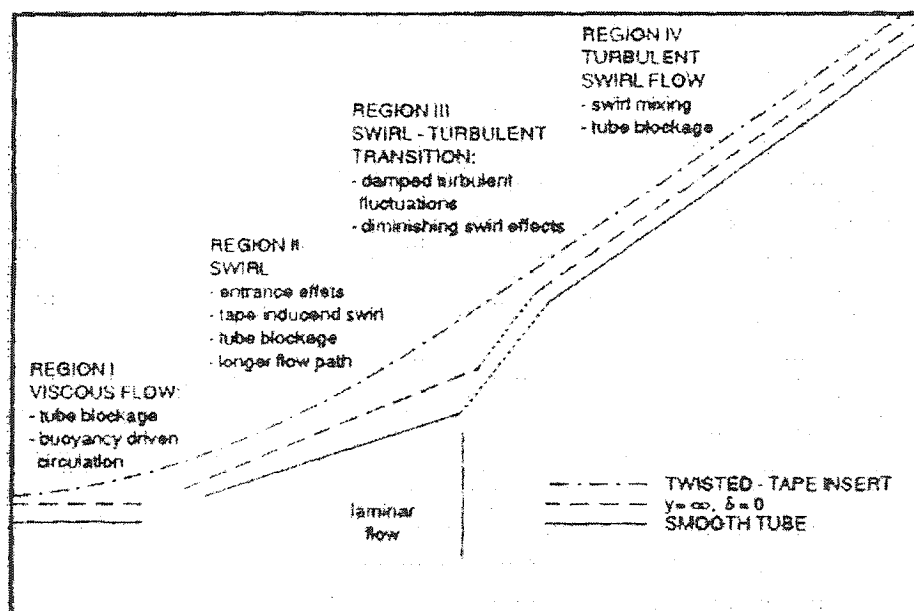 REGION IV
TURBULENT
SWIRL FLOW
- swirl mixing
- tube blockage
REGION III
SWIRL - TURBULENT
TRANSITION:
- damped turbulent
fluctuations
- diminishing swirl effects
REGION II
SWIRL
- entrance effets
- tape inducend swirl
- tube blockage
- longer flow path
REGION I
VISCOUS FLOW:
- tube blockage
- buoyancy driven
circulation
laminar
flow
TWISTED - TAPE INSERT
y = ∞, δ = 0
SMOOTH TUBE